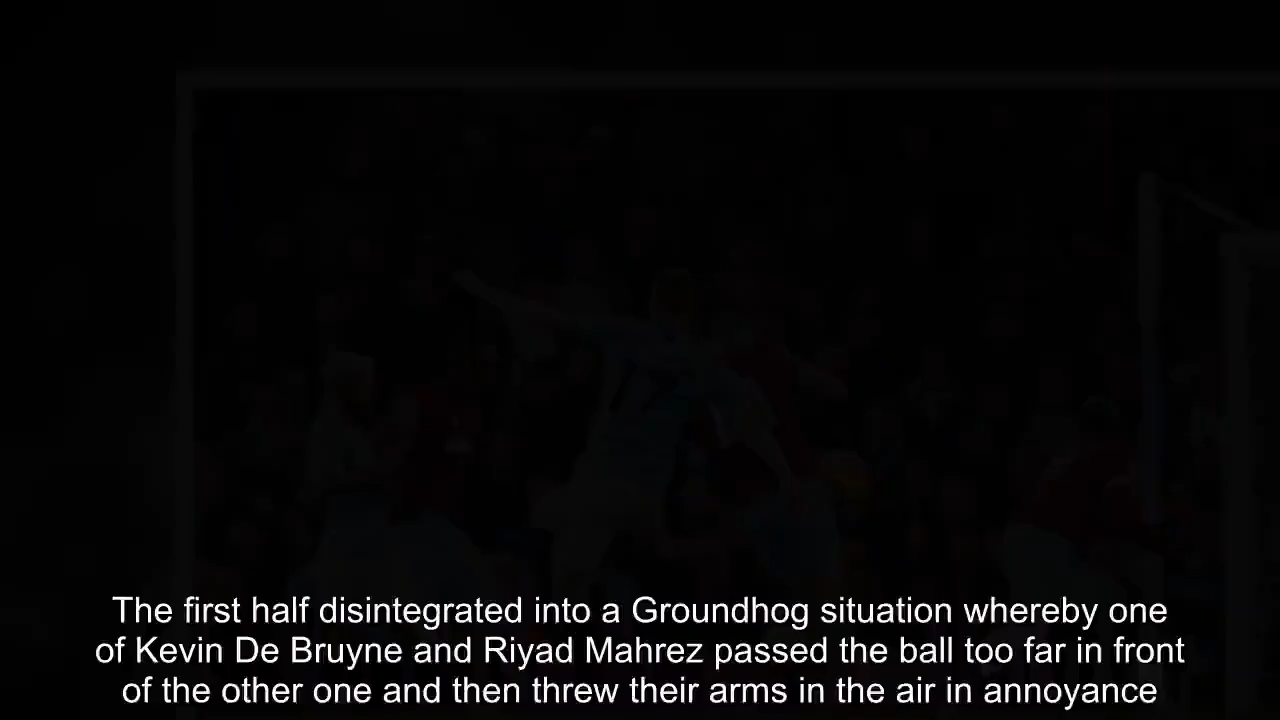 The first half disintegrated into a Groundhog situation whereby one
of Kevin De Bruyne and Riyad Mahrez passed the ball too far in front
of the other one and then threw their arms in the air in annoyance